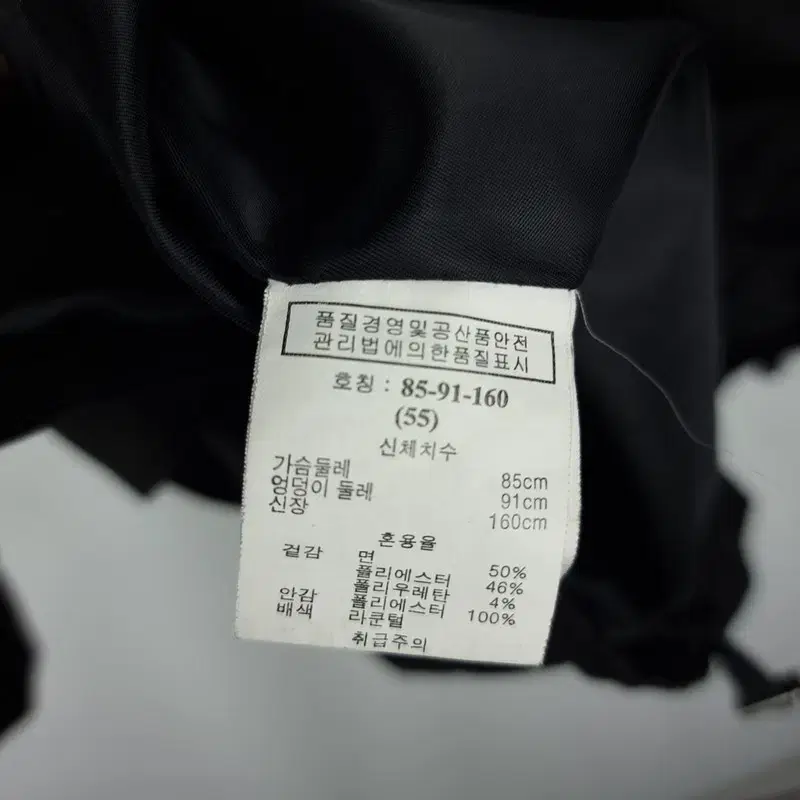 품질경영및공산품안전
관리법에의한품질표시
호칭 : 85-91-160
(55)
신체치수
가슴둘레 85cm
엉덩이 둘레 91cm
신장 160cm
혼용율
겉감 면 50%
폴리에스터 46%
폴리우레탄 4%
안감 폴리에스터 100%
배색 라쿤털
취급주의